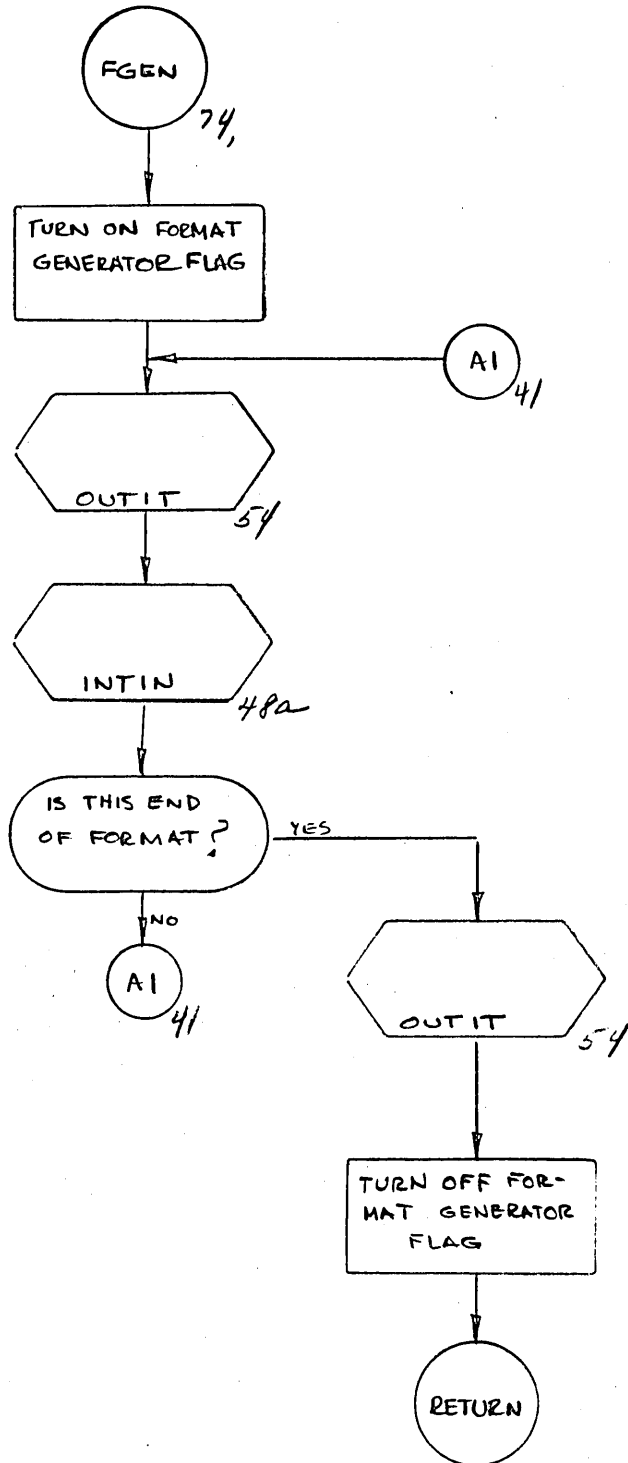 FGEN
74,
TURN ON FORMAT
GENERATOR FLAG
A1
41
OUTIT
54
INTIN
48a
IS THIS END
OF FORMAT?
YES
NO
A1
41
OUTIT
54
TURN OFF FOR-
MAT GENERATOR
FLAG
RETURN